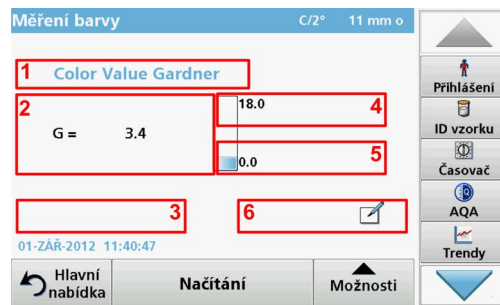 Měření barvy C/2° 11 mm o
1 Color Value Gardner
2 18.0 4
G = 3.4
0.0 5
3 6
01-ZÁŘ-2012 11:40:47
Hlavní nabídka
Načítání
Možnosti
Přihlášení
ID vzorku
Časovač
AQA
Trendy